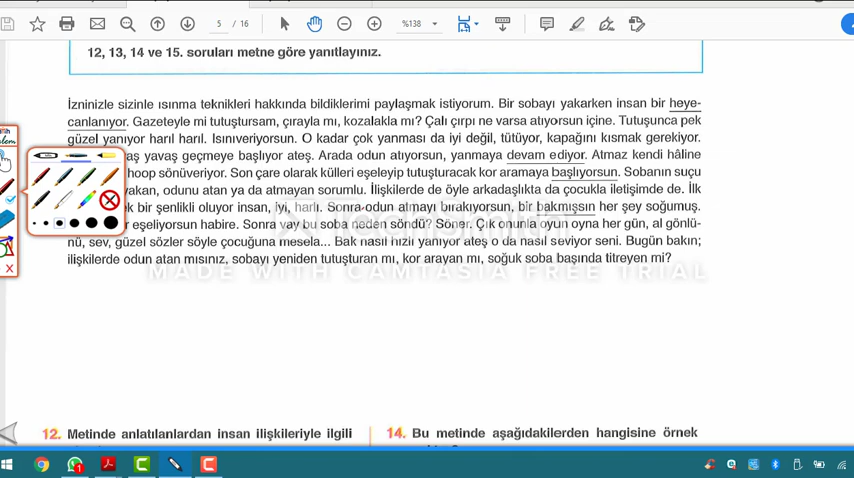 5 / 16
%138
12, 13, 14 ve 15. soruları metne göre yanıtlayınız.
İzninizle sizinle ısınma teknikleri hakkında bildiklerimi paylaşmak istiyorum. Bir sobayı yakarken insan bir heye-
canlanıyor. Gazeteyle mi tutuştursam, çırayla mı, kozalakla mı? Çalı çırpı ne varsa atıyorsun içine. Tutuşunca pek
güzel yanıyor harıl harıl. Isınıveriyorsun. O kadar çok yanması da iyi değil, tütüyor, kapağını kısmak gerekiyor.
yavaş geçmeye başlıyor ateş. Arada odun atıyorsun, yanmaya devam ediyor. Atmaz kendi hâline
hoop sönüveriyor. Son çare olarak külleri eşeleyip tutuşturacak kor aramaya başlıyorsun. Sobanın suçu
yakan, odunu atan ya da atmayan sorumlu. İlişkilerde de öyle arkadaşlıkta da çocukla iletişimde de. İlk
bir şenlikli oluyor insan, iyi, harlı. Sonra odun atmayı bırakıyorsun, bir bakmışsın her şey soğumuş.
eşeliyorsun habire. Sonra vay bu soba neden söndü? Söner. Çık onunla oyun oyna her gün, al gönlü-
nü, sev, güzel sözler söyle çocuğuna mesela... Bak nasıl hızlı yanıyor ateş o da nasıl seviyor seni. Bugün bakın;
ilişkilerde odun atan mısınız, sobayı yeniden tutuşturan mı, kor arayan mı, soğuk soba başında titreyen mi?
TechSmith
MADE WITH CAMTASIA FREE TRIAL
12. Metinde anlatılanlardan insan ilişkileriyle ilgili
14. Bu metinde aşağıdakilerden hangisine örnek